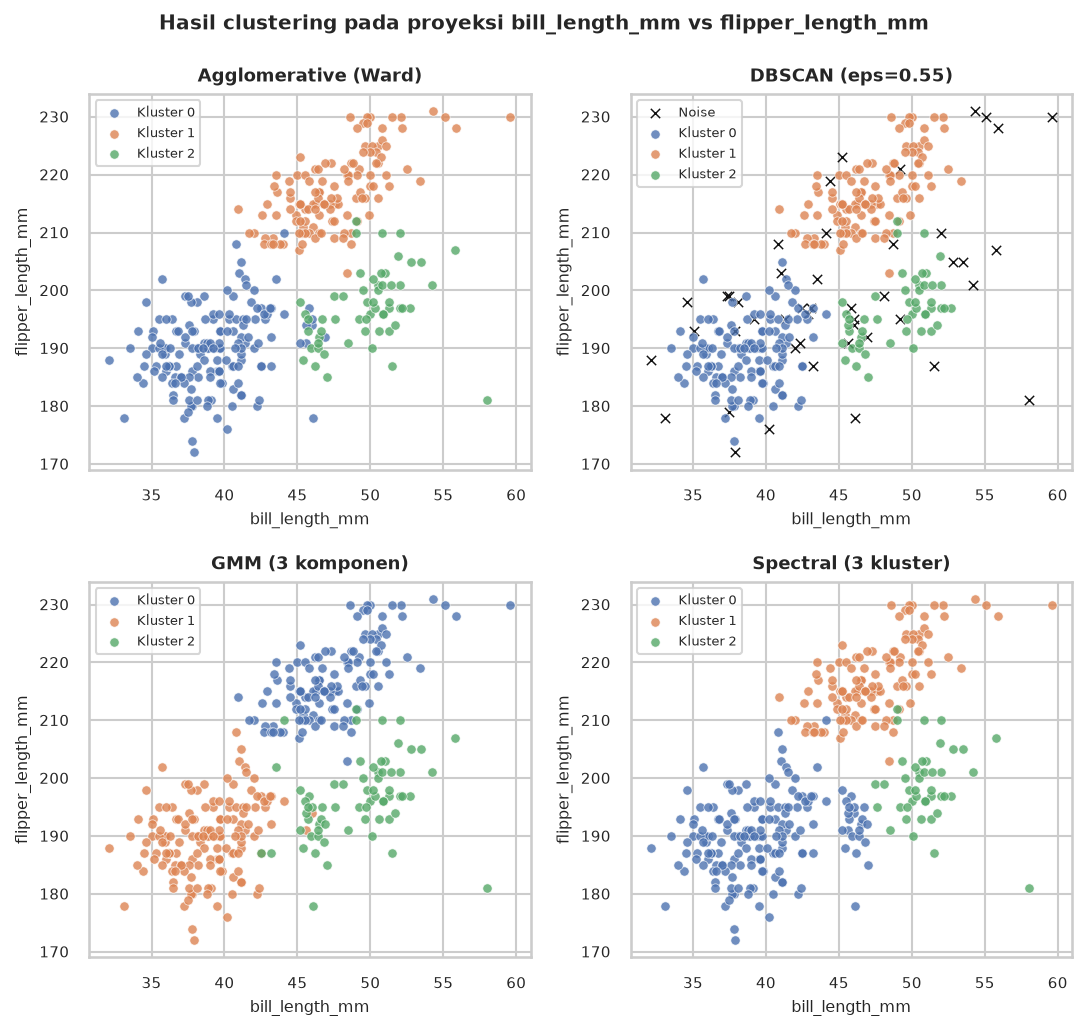 Hasil clustering pada proyeksi bill_length_mm vs flipper_length_mm
Agglomerative (Ward)
Kluster 0
Kluster 1
Kluster 2
flipper_length_mm
230
220
210
200
190
180
170
35 40 45 50 55 60
bill_length_mm
DBSCAN (eps=0.55)
Noise
Kluster 0
Kluster 1
Kluster 2
flipper_length_mm
230
220
210
200
190
180
170
35 40 45 50 55 60
bill_length_mm
GMM (3 komponen)
Kluster 0
Kluster 1
Kluster 2
flipper_length_mm
230
220
210
200
190
180
170
35 40 45 50 55 60
bill_length_mm
Spectral (3 kluster)
Kluster 0
Kluster 1
Kluster 2
flipper_length_mm
230
220
210
200
190
180
170
35 40 45 50 55 60
bill_length_mm